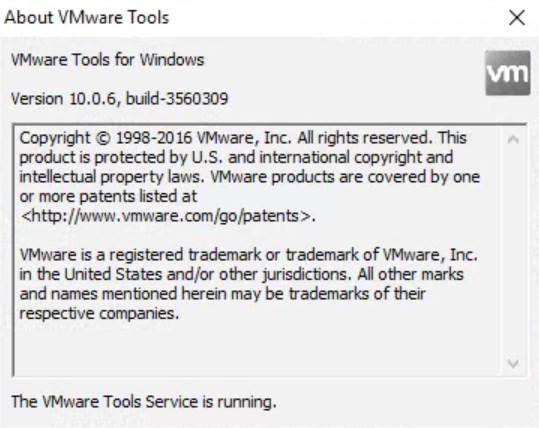 About VMware Tools
VMware Tools for Windows
vm
Version 10.0.6, build-3560309
Copyright © 1998-2016 VMware, Inc. All rights reserved. This
product is protected by U.S. and international copyright and
intellectual property laws. VMware products are covered by one
or more patents listed at
<http://www.vmware.com/go/patents>.
VMware is a registered trademark or trademark of VMware, Inc.
in the United States and/or other jurisdictions. All other marks
and names mentioned herein may be trademarks of their
respective companies.
The VMware Tools Service is running.